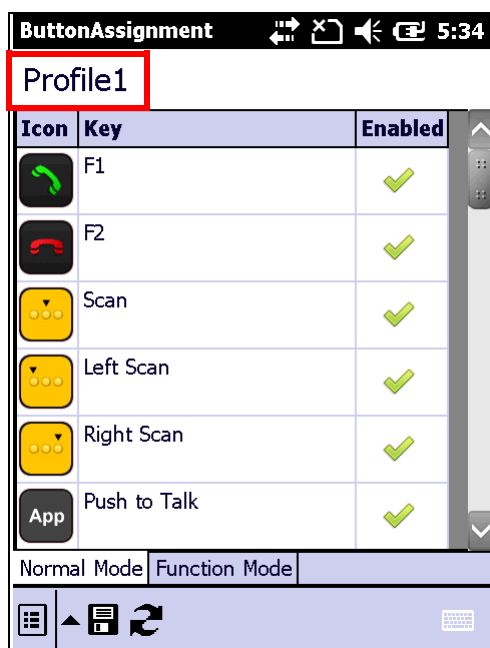 ButtonAssignment 5:34
Profile1
Icon Key Enabled
F1
F2
Scan
Left Scan
Right Scan
App Push to Talk
Normal Mode Function Mode